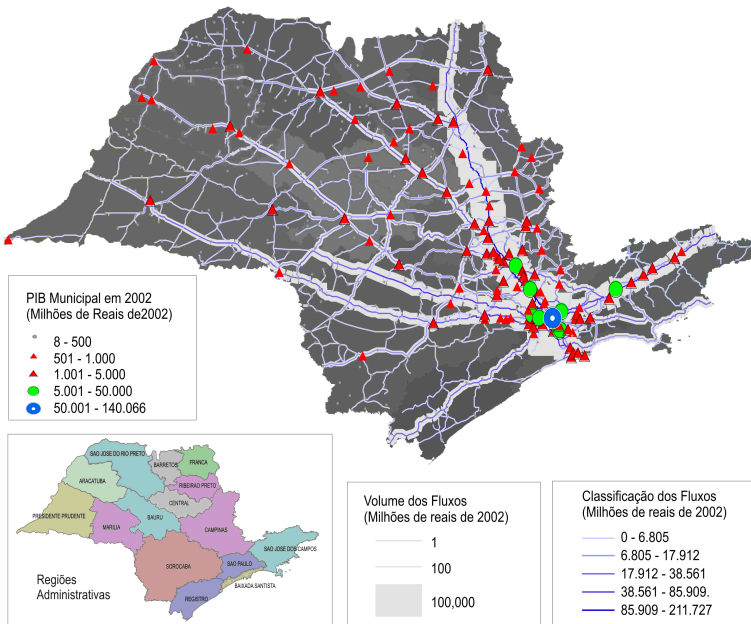 PIB Municipal em 2002
(Milhões de Reais de2002)
8 - 500
501 - 1.000
1.001 - 5.000
5.001 - 50.000
50.001 - 140.066
SAO JOSE DO RIO PRETO
BARRETOS
FRANCA
ARACATUBA
RIBEIRAO PRETO
CENTRAL
PRESIDENTE PRUDENTE
BAURU
MARILIA
CAMPINAS
SAO JOSE DOS CAMPOS
SOROCABA
SAO PAULO
BAIXADA SANTISTA
REGISTRO
Regiões
Administrativas
Volume dos Fluxos
(Milhões de reais de 2002)
1
100
100,000
Classificação dos Fluxos
(Milhões de reais de 2002)
0 - 6.805
6.805 - 17.912
17.912 - 38.561
38.561 - 85.909.
85.909 - 211.727